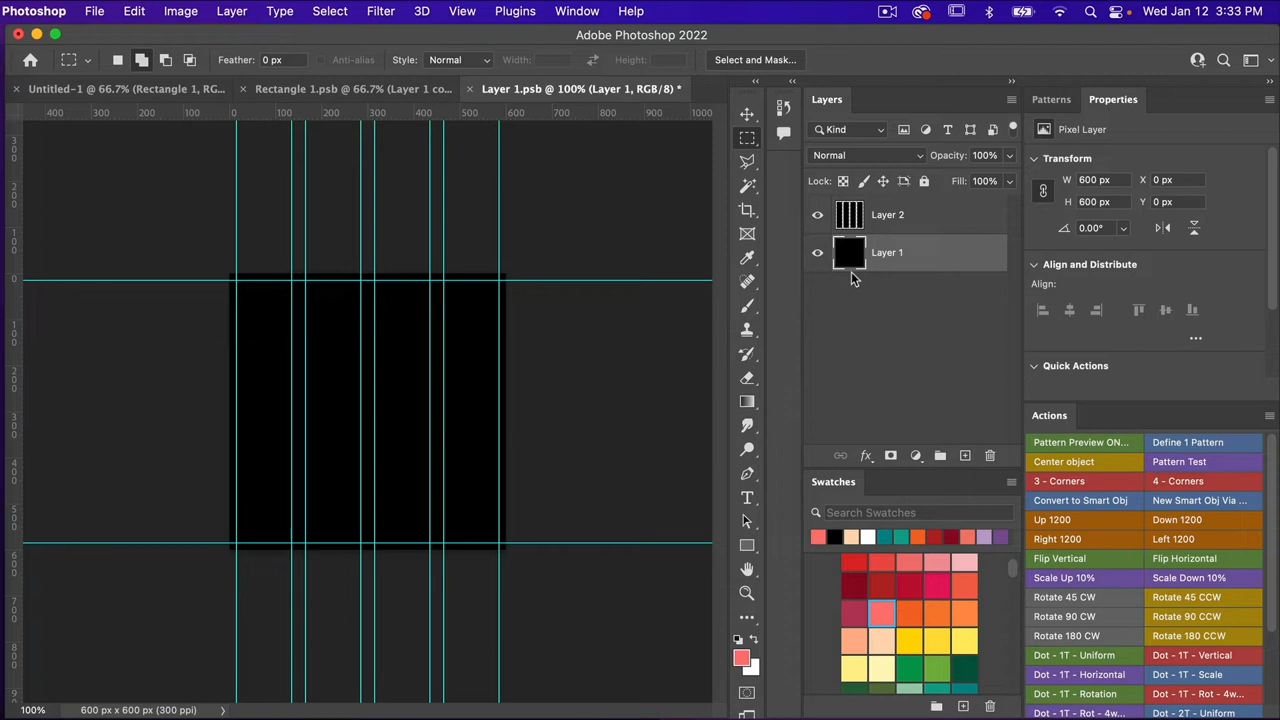 Photoshop File Edit Image Layer Type Select Filter 3D View Plugins Window Help Wed Jan 12 3:33 PM
Adobe Photoshop 2022
Feather: 0 px Anti-alias Style: Normal Width: Height: Select and Mask...
Untitled-1 @ 66.7% (Rectangle 1, RG... Rectangle 1.psb @ 66.7% (Layer 1 co... Layer 1.psb @ 100% (Layer 1, RGB/8) *
400 300 200 100 0 100 200 300 400 500 600 700 800 900 1000
Layers
Kind
Normal Opacity: 100%
Lock: Fill: 100%
Layer 2
Layer 1
Patterns Properties
Pixel Layer
Transform
W 600 px X 0 px
H 600 px Y 0 px
0.00°
Align and Distribute
Align:
Quick Actions
Swatches
Search Swatches
Actions
Pattern Preview ON... Define 1 Pattern
Center object Pattern Test
3 - Corners 4 - Corners
Convert to Smart Obj New Smart Obj Via ...
Up 1200 Down 1200
Right 1200 Left 1200
Flip Vertical Flip Horizontal
Scale Up 10% Scale Down 10%
Rotate 45 CW Rotate 45 CCW
Rotate 90 CW Rotate 90 CCW
Rotate 180 CW Rotate 180 CCW
Dot - 1T - Uniform Dot - 1T - Vertical
Dot - 1T - Horizontal Dot - 1T - Scale
Dot - 1T - Rotation Dot - 1T - Rot - 4w...
Dot - 1T - Rot - 4w... Dot - 2T - Uniform
100% 600 px x 600 px (300 ppi)